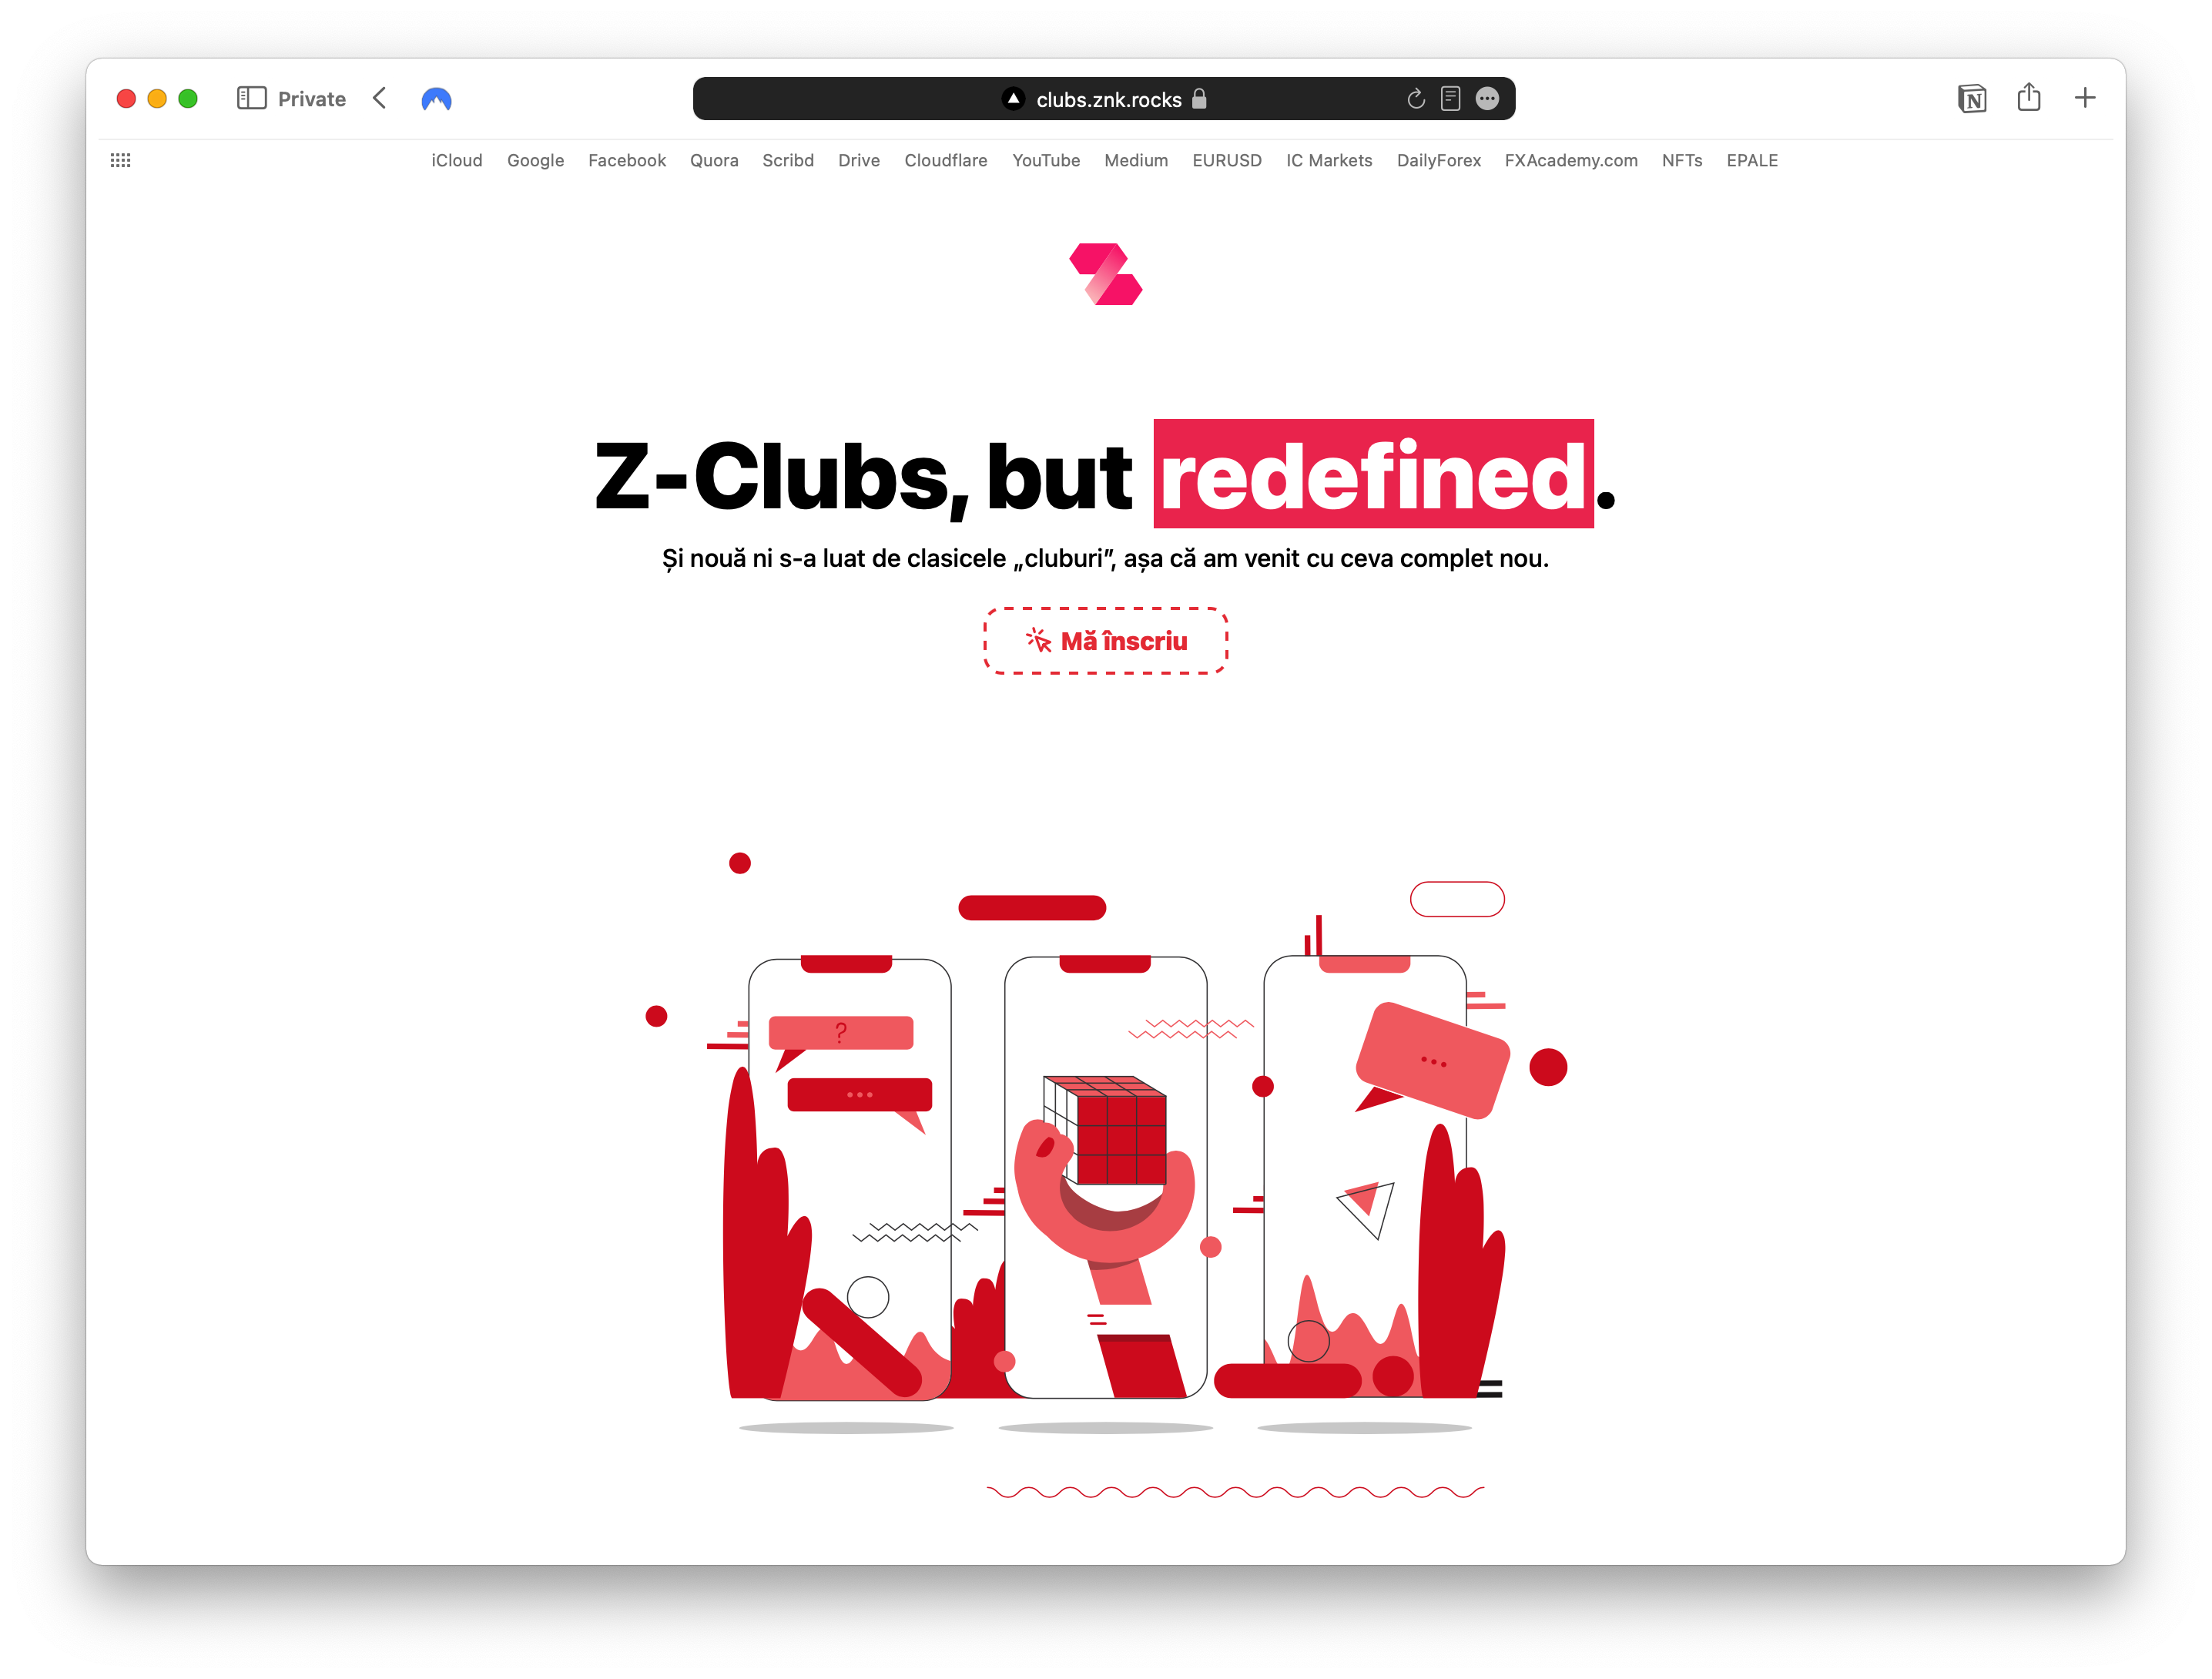 Private
clubs.znk.rocks
iCloud Google Facebook Quora Scribd Drive Cloudflare YouTube Medium EURUSD IC Markets DailyForex FXAcademy.com NFTs EPALE
Z-Clubs, but redefined.
Și nouă ni s-a luat de clasicele „cluburi”, așa că am venit cu ceva complet nou.
Mă înscriu
?